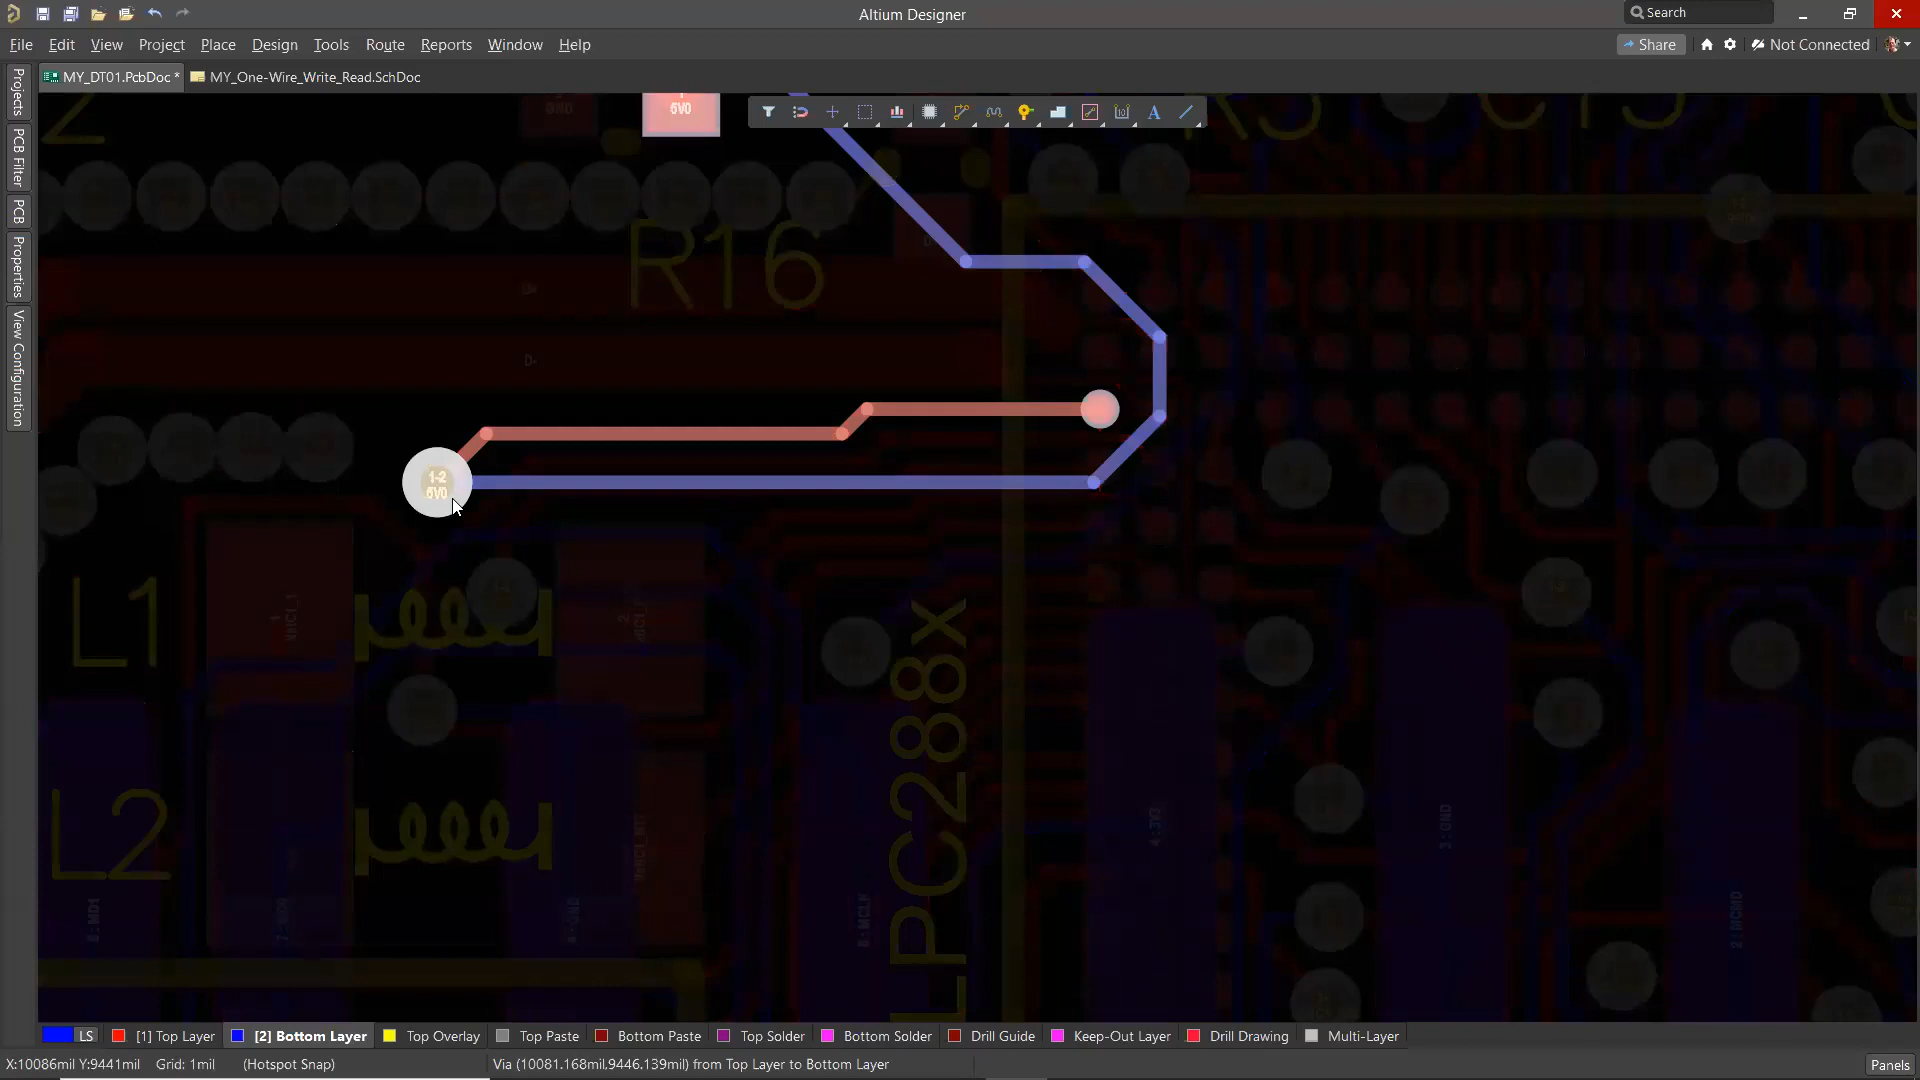 Altium Designer
Search
File Edit View Project Place Design Tools Route Reports Window Help
Share Not Connected
MY_DT01.PcbDoc * MY_One-Wire_Write_Read.SchDoc
Projects
PCB Filter
PCB
Properties
View Configuration
5V0
R16
D-
1-2
5V0
L1
L2
LPC288x
LS [1] Top Layer [2] Bottom Layer Top Overlay Top Paste Bottom Paste Top Solder Bottom Solder Drill Guide Keep-Out Layer Drill Drawing Multi-Layer
X:10086mil Y:9441mil Grid: 1mil (Hotspot Snap) Via (10081.168mil,9446.139mil) from Top Layer to Bottom Layer
Panels